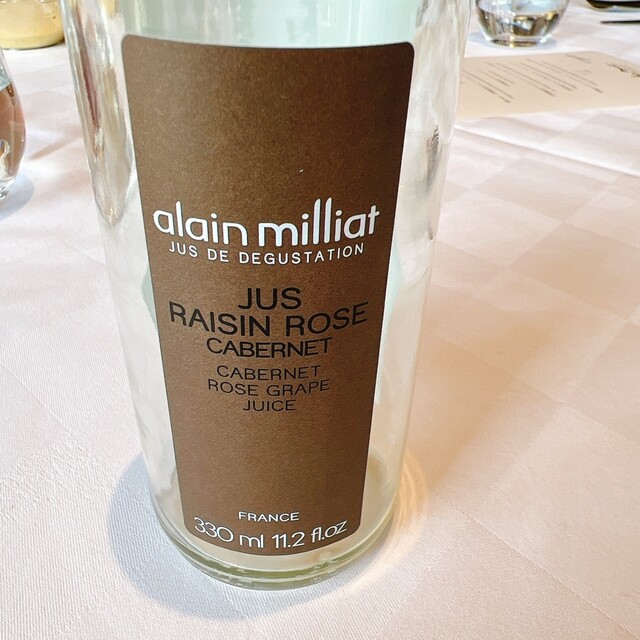 alain milliat
JUS DE DEGUSTATION
JUS
RAISIN ROSE
CABERNET
CABERNET
ROSE GRAPE
JUICE
FRANCE
330 ml 11.2 fl.oz